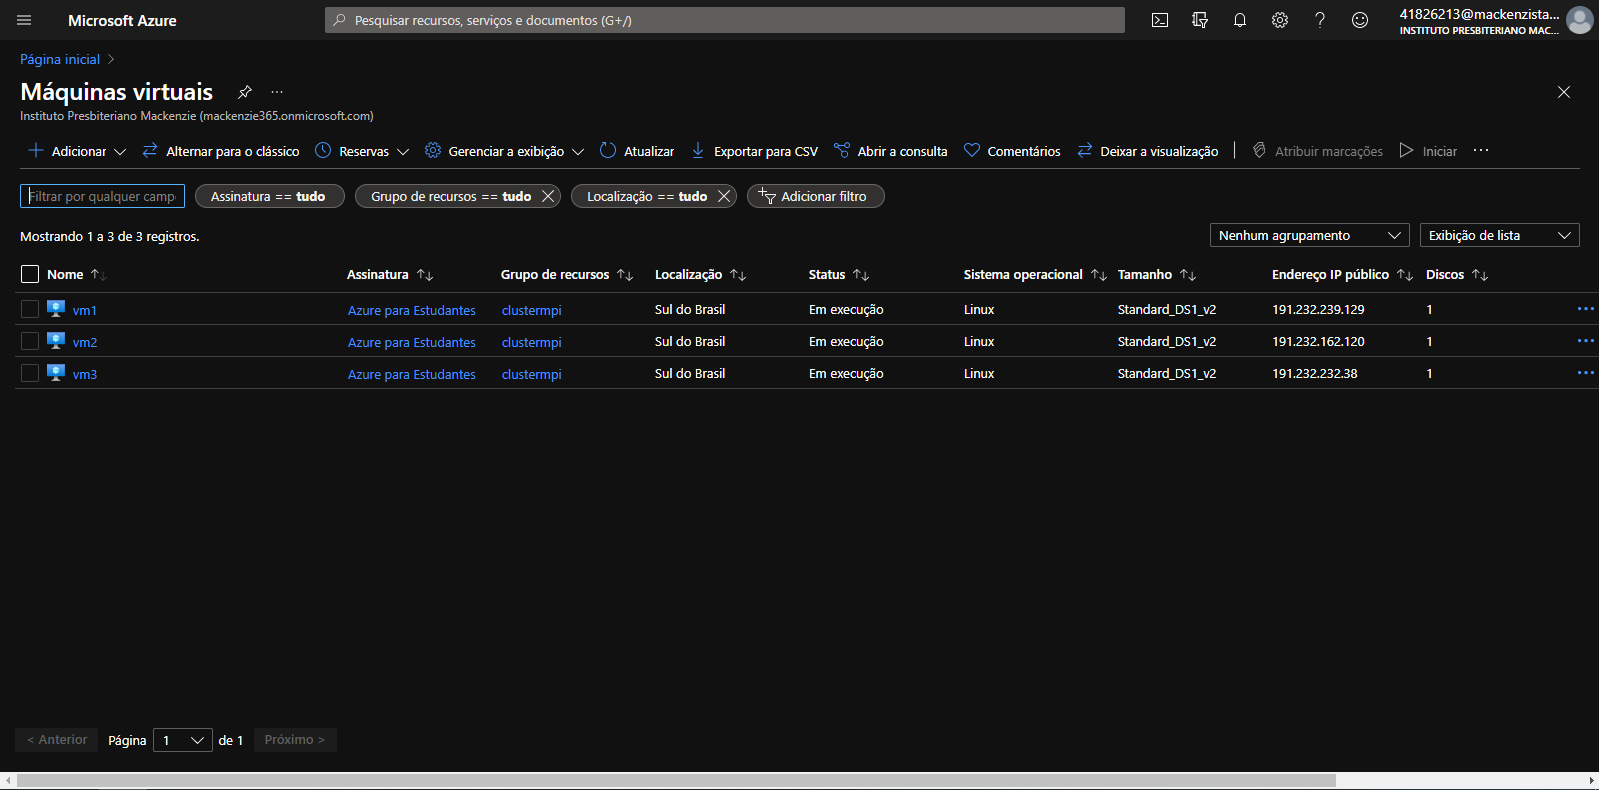 Microsoft Azure
Pesquisar recursos, serviços e documentos (G+/)
41826213@mackenzista...
INSTITUTO PRESBITERIANO MAC...
Página inicial >
Máquinas virtuais ...
Instituto Presbiteriano Mackenzie (mackenzie365.onmicrosoft.com)
Adicionar Alternar para o clássico Reservas Gerenciar a exibição Atualizar Exportar para CSV Abrir a consulta Comentários Deixar a visualização | Atribuir marcações Iniciar ...
Filtrar por qualquer camp Assinatura == tudo Grupo de recursos == tudo Localização == tudo Adicionar filtro
Mostrando 1 a 3 de 3 registros. Nenhum agrupamento Exibição de lista
Nome Assinatura Grupo de recursos Localização Status Sistema operacional Tamanho Endereço IP público Discos
vm1 Azure para Estudantes clustermpi Sul do Brasil Em execução Linux Standard_DS1_v2 191.232.239.129 1 ...
vm2 Azure para Estudantes clustermpi Sul do Brasil Em execução Linux Standard_DS1_v2 191.232.162.120 1 ...
vm3 Azure para Estudantes clustermpi Sul do Brasil Em execução Linux Standard_DS1_v2 191.232.232.38 1 ...
< Anterior Página 1 de 1 Próximo >